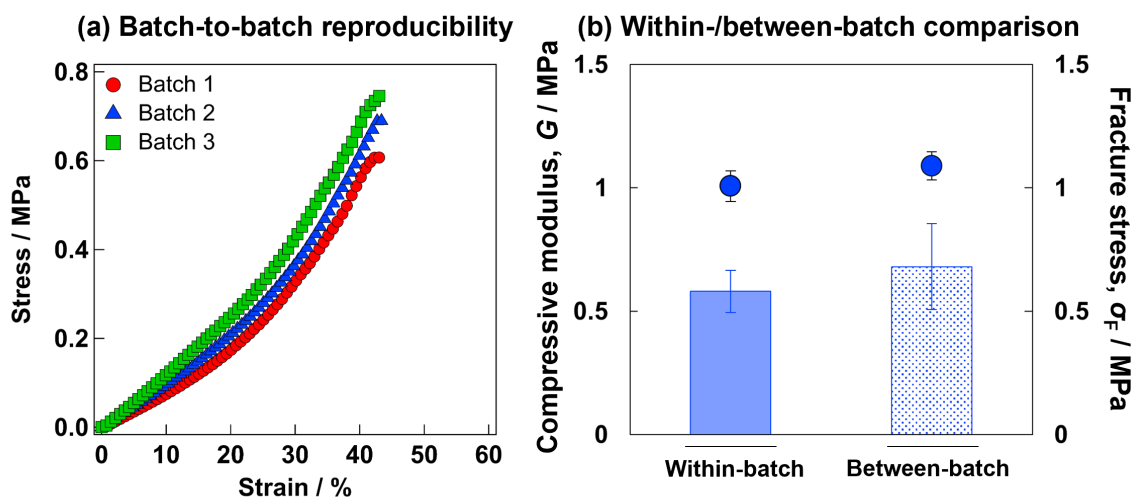 (a) Batch-to-batch reproducibility
0.8
0.6
0.4
0.2
0.0
Stress / MPa
Batch 1
Batch 2
Batch 3
0 10 20 30 40 50 60
Strain / %
(b) Within-/between-batch comparison
1.5
1
0.5
0
Compressive modulus, G / MPa
1.5
1
0.5
0
Fracture stress, σF / MPa
Within-batch
Between-batch